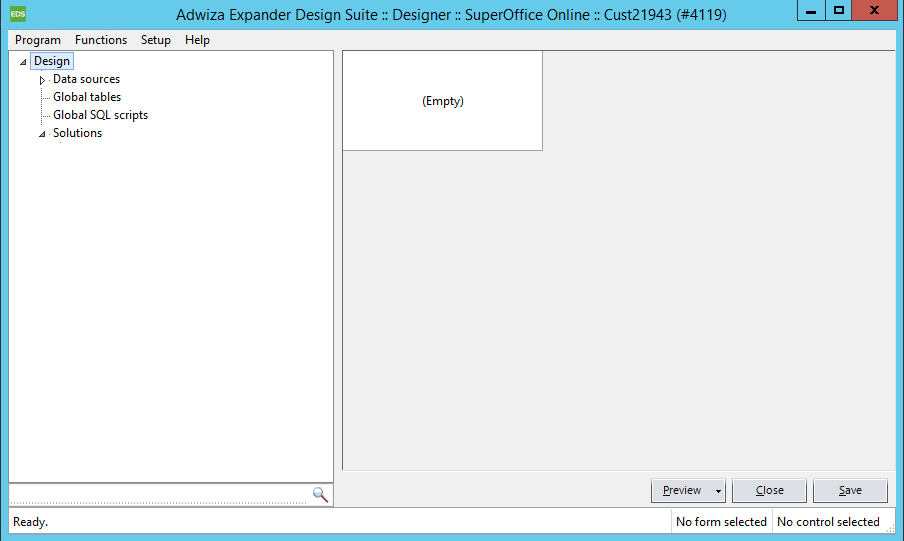 EDS
Adwiza Expander Design Suite :: Designer :: SuperOffice Online :: Cust21943 (#4119)
Program Functions Setup Help
Design
Data sources
Global tables
Global SQL scripts
Solutions
(Empty)
Preview Close Save
Ready. No form selected No control selected